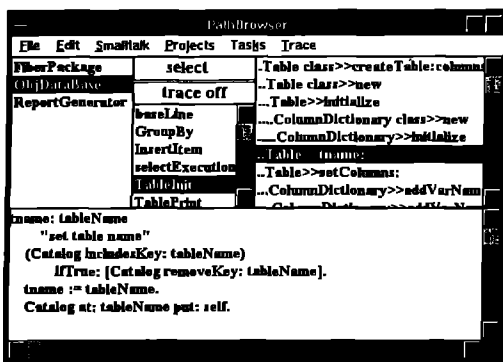 PathBrowser
File Edit Smalltalk Projects Tasks Trace
FiberPackage
ObjDataBase
ReportGenerator
select
trace off
baseLine
GroupBy
InsertItem
selectExecution
TableInit
TablePrint
..Table class>>createTable:columns
..Table class>>new
...Table>>initialize
....ColumnDictionary class>>new
.....ColumnDictionary>>initialize
..Table tname:
..Table>>setColumns:
...ColumnDictionary>>addVarNam
tname: tableName
"set table name"
(Catalog includesKey: tableName)
ifTrue: [Catalog removeKey: tableName].
tname := tableName.
Catalog at: tableName put: self.